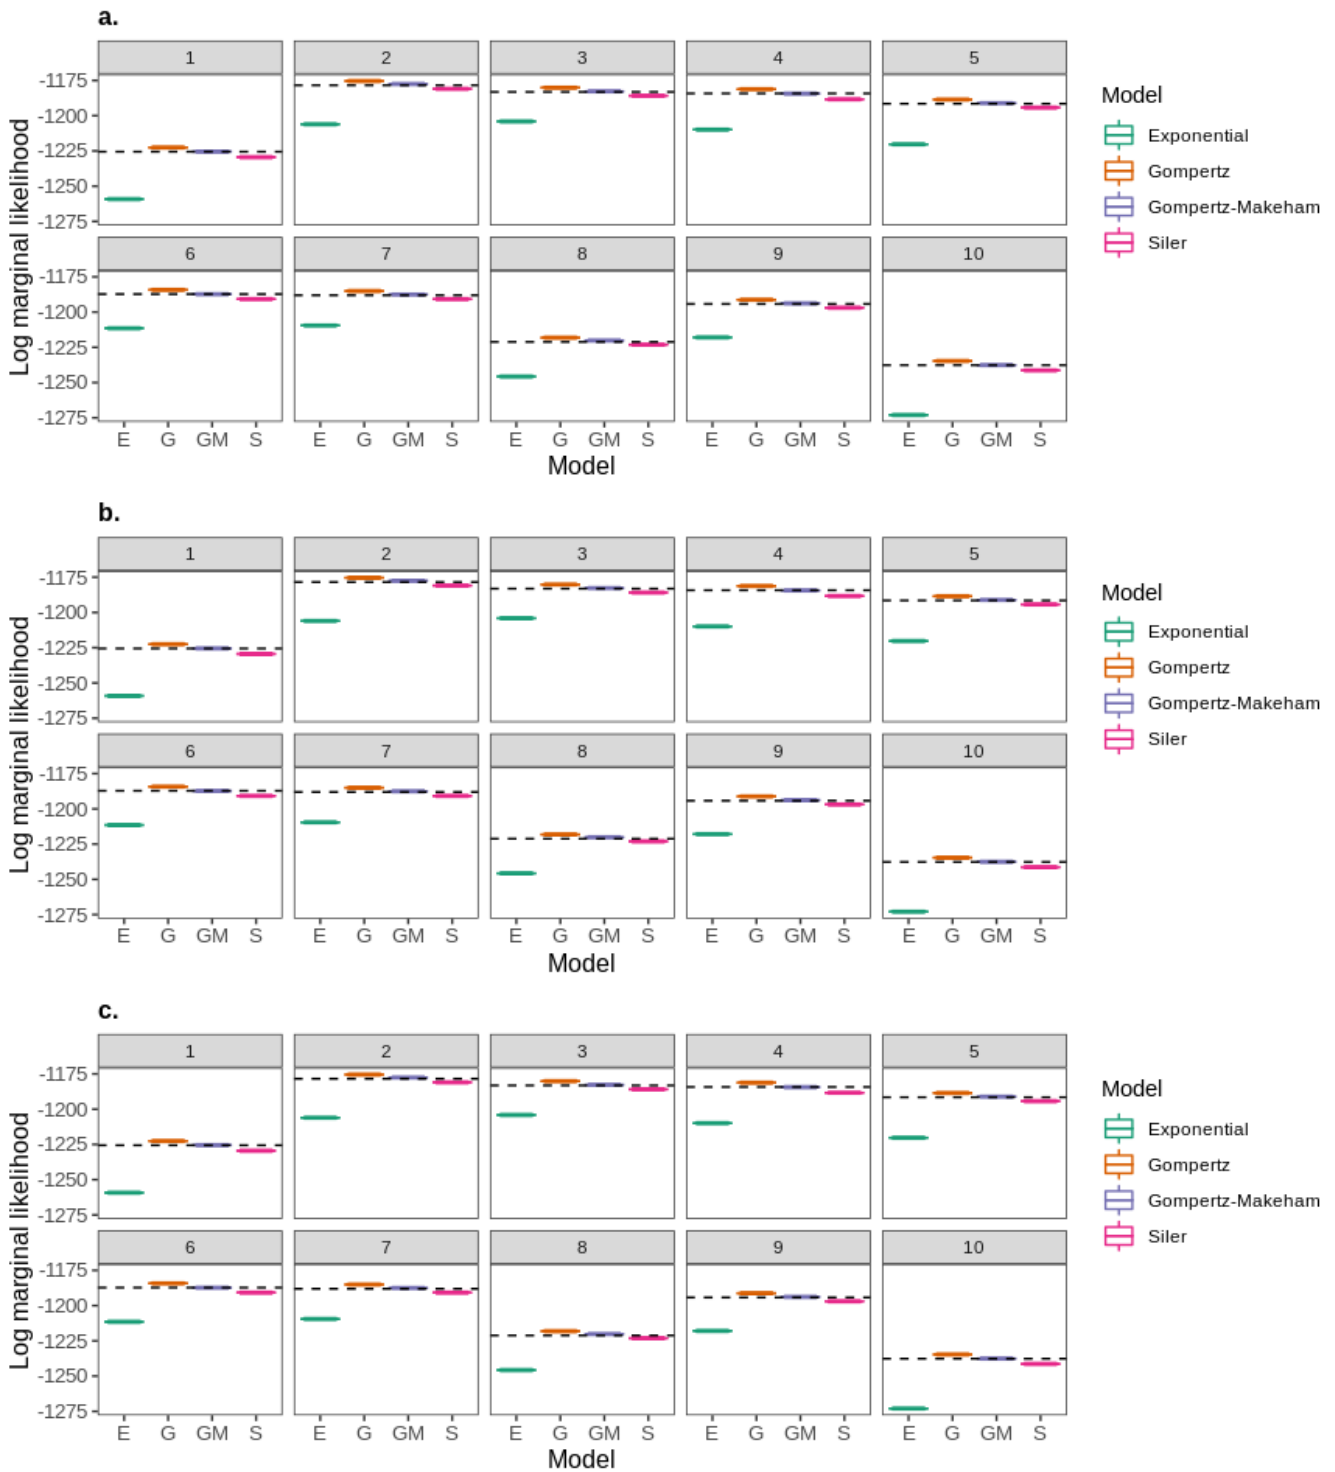 a.
1 2 3 4 5
-1175
-1200
-1225
-1250
-1275
6 7 8 9 10
-1175
-1200
-1225
-1250
-1275
E G GM S E G GM S E G GM S E G GM S E G GM S
Model
Log marginal likelihood
Model
Exponential
Gompertz
Gompertz-Makeham
Siler
b.
1 2 3 4 5
-1175
-1200
-1225
-1250
-1275
6 7 8 9 10
-1175
-1200
-1225
-1250
-1275
E G GM S E G GM S E G GM S E G GM S E G GM S
Model
Log marginal likelihood
Model
Exponential
Gompertz
Gompertz-Makeham
Siler
c.
1 2 3 4 5
-1175
-1200
-1225
-1250
-1275
6 7 8 9 10
-1175
-1200
-1225
-1250
-1275
E G GM S E G GM S E G GM S E G GM S E G GM S
Model
Log marginal likelihood
Model
Exponential
Gompertz
Gompertz-Makeham
Siler